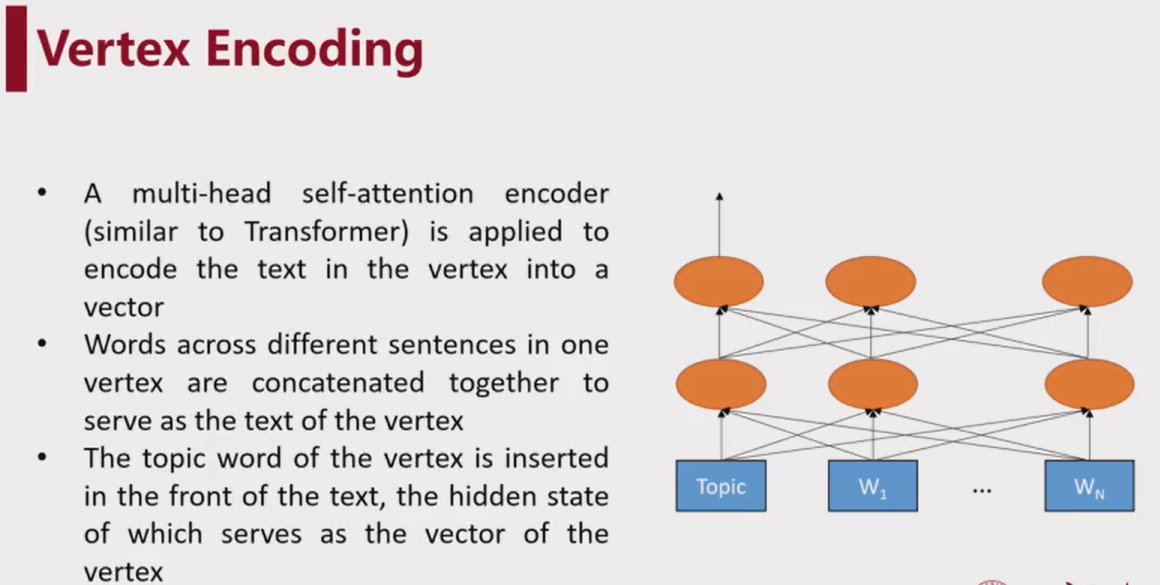 Vertex Encoding
• A multi-head self-attention encoder
(similar to Transformer) is applied to
encode the text in the vertex into a
vector
• Words across different sentences in one
vertex are concatenated together to
serve as the text of the vertex
• The topic word of the vertex is inserted
in the front of the text, the hidden state
of which serves as the vector of the
vertex
Topic W₁ ... W_N